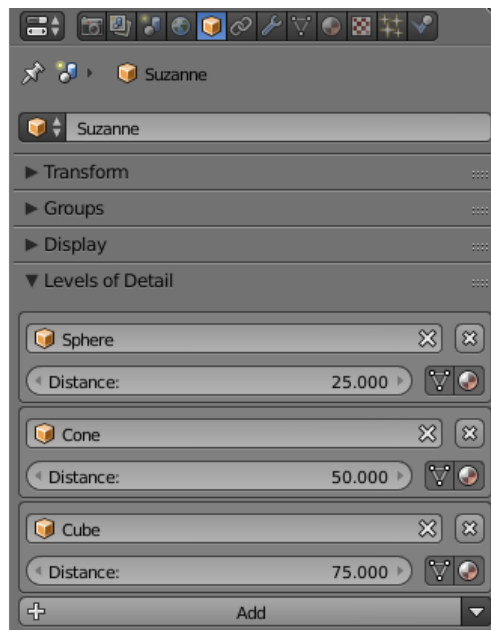 Suzanne
Suzanne
Transform
Groups
Display
Levels of Detail
Sphere
Distance: 25.000
Cone
Distance: 50.000
Cube
Distance: 75.000
Add